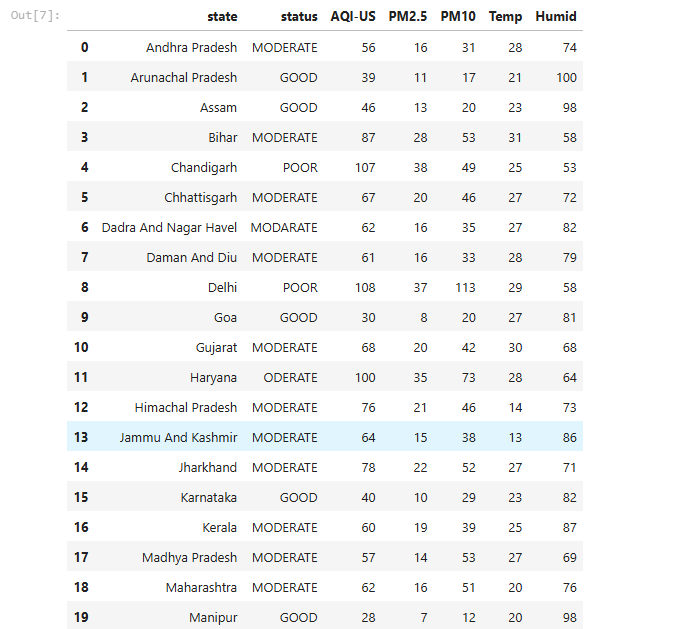 Out[7]:
state status AQI-US PM2.5 PM10 Temp Humid
0 Andhra Pradesh MODERATE 56 16 31 28 74
1 Arunachal Pradesh GOOD 39 11 17 21 100
2 Assam GOOD 46 13 20 23 98
3 Bihar MODERATE 87 28 53 31 58
4 Chandigarh POOR 107 38 49 25 53
5 Chhattisgarh MODERATE 67 20 46 27 72
6 Dadra And Nagar Havel MODARATE 62 16 35 27 82
7 Daman And Diu MODERATE 61 16 33 28 79
8 Delhi POOR 108 37 113 29 58
9 Goa GOOD 30 8 20 27 81
10 Gujarat MODERATE 68 20 42 30 68
11 Haryana ODERATE 100 35 73 28 64
12 Himachal Pradesh MODERATE 76 21 46 14 73
13 Jammu And Kashmir MODERATE 64 15 38 13 86
14 Jharkhand MODERATE 78 22 52 27 71
15 Karnataka GOOD 40 10 29 23 82
16 Kerala MODERATE 60 19 39 25 87
17 Madhya Pradesh MODERATE 57 14 53 27 69
18 Maharashtra MODERATE 62 16 51 20 76
19 Manipur GOOD 28 7 12 20 98